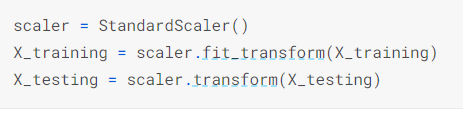 scaler = StandardScaler()
X_training = scaler.fit_transform(X_training)
X_testing = scaler.transform(X_testing)